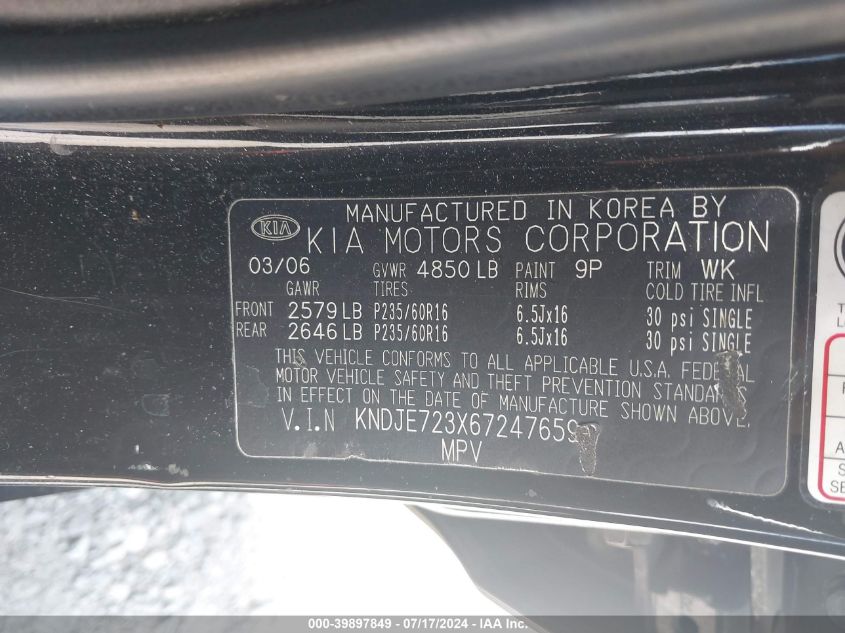 MANUFACTURED IN KOREA BY
KIA KIA MOTORS CORPORATION
03/06 GVWR 4850 LB PAINT 9P TRIM WK
GAWR TIRES RIMS COLD TIRE INFL
FRONT 2579 LB P235/60R16 6.5Jx16 30 psi SINGLE
REAR 2646 LB P235/60R16 6.5Jx16 30 psi SINGLE
THIS VEHICLE CONFORMS TO ALL APPLICABLE U.S.A. FEDERAL
MOTOR VEHICLE SAFETY AND THEFT PREVENTION STANDARDS
IN EFFECT ON THE DATE OF MANUFACTURE SHOWN ABOVE.
V.I.N KNDJE723X67247659
MPV
000-39897849 - 07/17/2024 - IAA Inc.